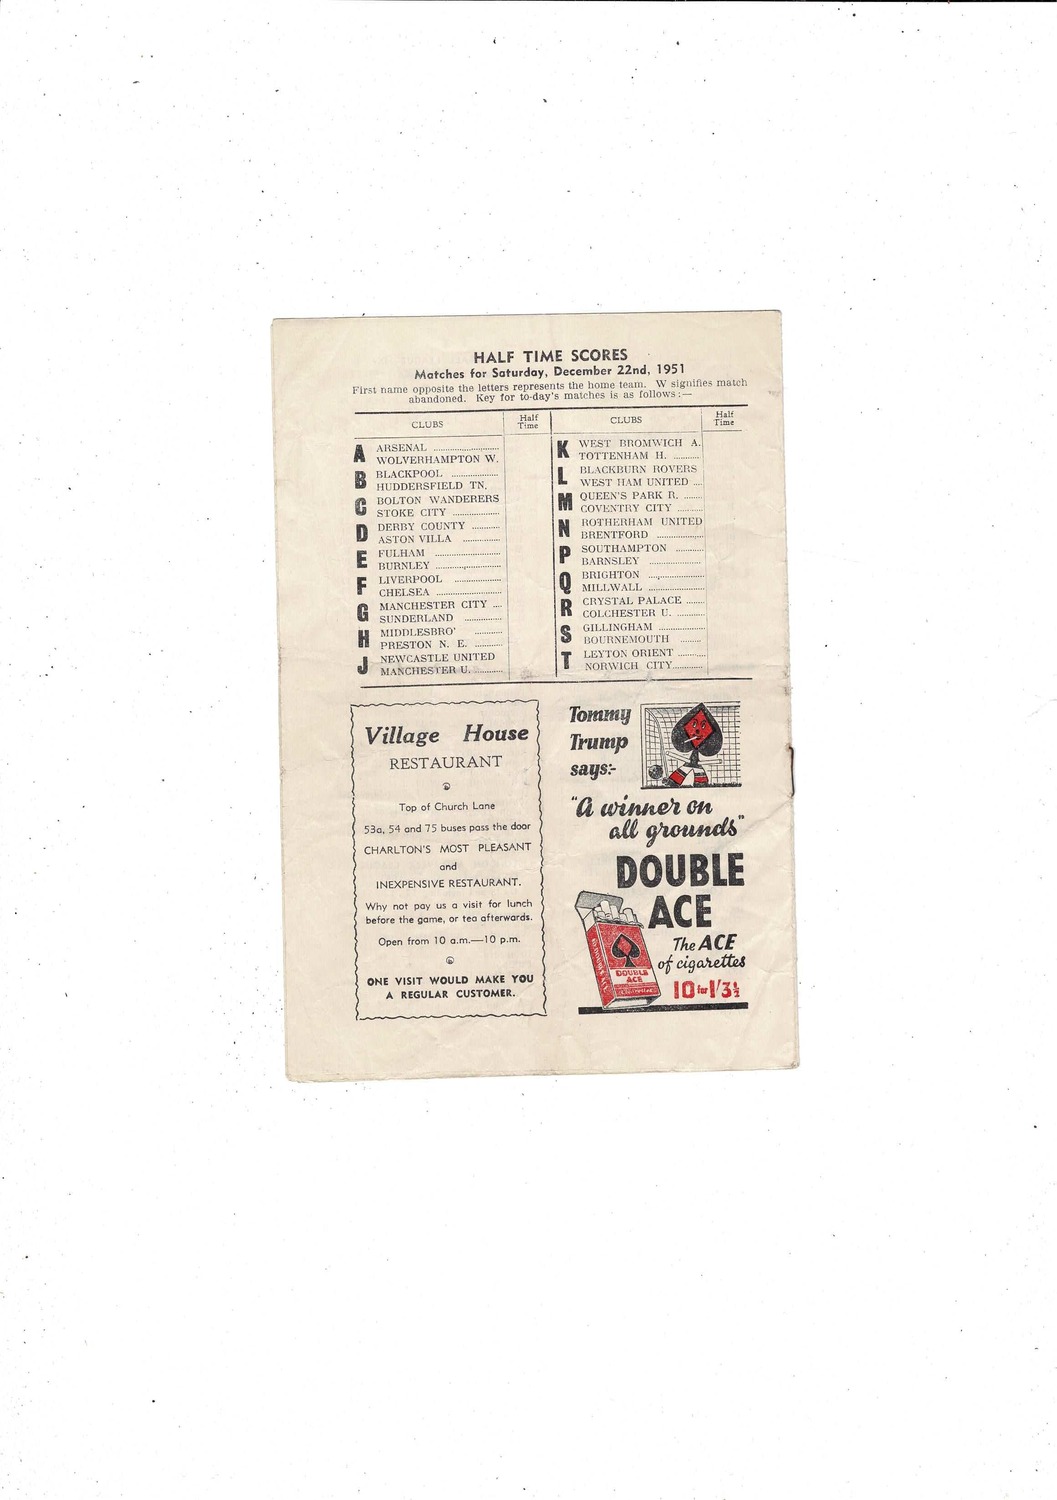 HALF TIME SCORES
Matches for Saturday, December 22nd, 1951
First name opposite the letters represents the home team. W signifies match
abandoned. Key for to-day's matches is as follows :—
CLUBS
Half
Time
A
ARSENAL
WOLVERHAMPTON W.
B
BLACKPOOL
HUDDERSFIELD TN.
C
BOLTON WANDERERS
STOKE CITY
D
DERBY COUNTY
ASTON VILLA
E
FULHAM
BURNLEY
F
LIVERPOOL
CHELSEA
G
MANCHESTER CITY
SUNDERLAND
H
MIDDLESBRO'
PRESTON N. E.
J
NEWCASTLE UNITED
MANCHESTER U.
CLUBS
Half
Time
K
WEST BROMWICH A.
TOTTENHAM H.
L
BLACKBURN ROVERS
WEST HAM UNITED
M
QUEEN'S PARK R.
COVENTRY CITY
N
ROTHERHAM UNITED
BRENTFORD
P
SOUTHAMPTON
BARNSLEY
Q
BRIGHTON
MILLWALL
R
CRYSTAL PALACE
COLCHESTER U.
S
GILLINGHAM
BOURNEMOUTH
T
LEYTON ORIENT
NORWICH CITY
Village House
RESTAURANT
Top of Church Lane
53a, 54 and 75 buses pass the door
CHARLTON'S MOST PLEASANT
and
INEXPENSIVE RESTAURANT.
Why not pay us a visit for lunch
before the game, or tea afterwards.
Open from 10 a.m.—10 p.m.
ONE VISIT WOULD MAKE YOU
A REGULAR CUSTOMER.
Tommy
Trump
says:-
"A winner on
all grounds"
DOUBLE
ACE
The ACE
of cigarettes
10 for 1/3½
DOUBLE
ACE